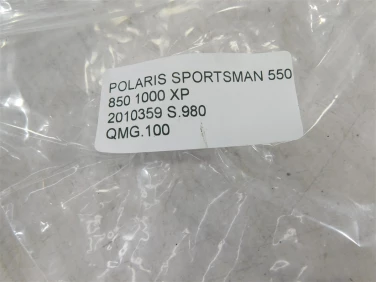 POLARIS SPORTSMAN 550
850 1000 XP
2010359 S.980
QMG.100